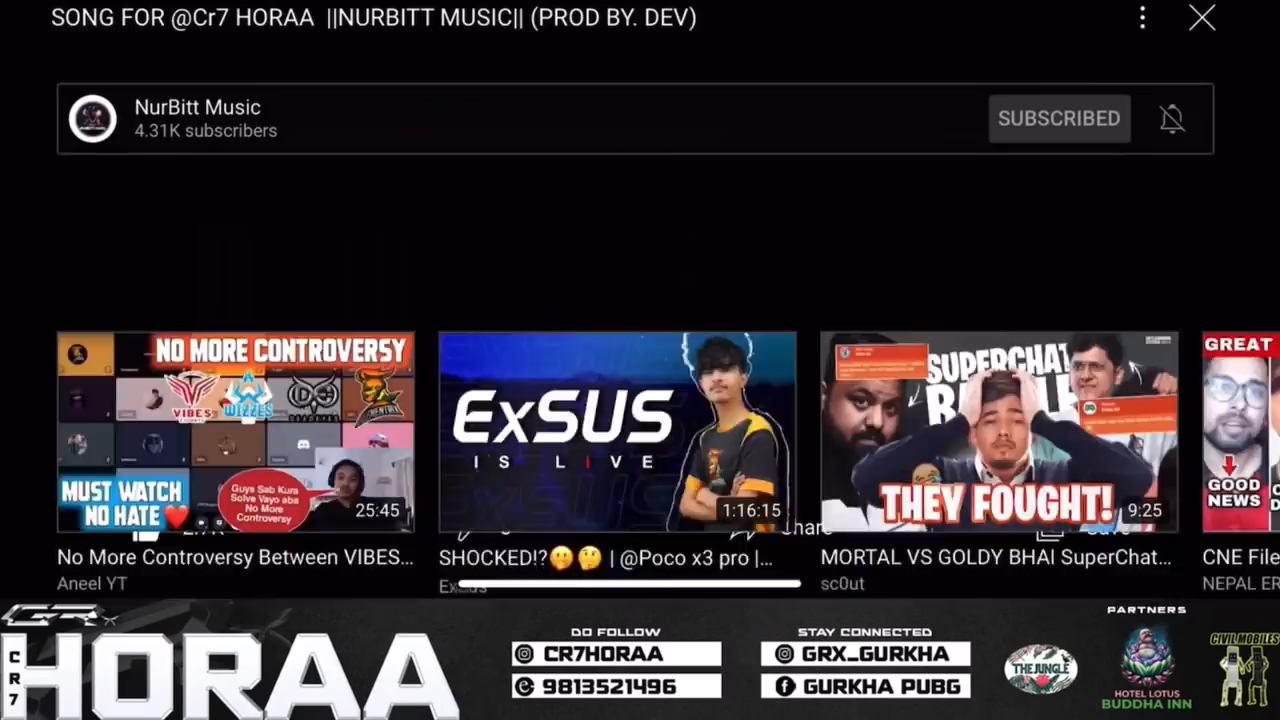 SONG FOR @Cr7 HORAA ||NURBITT MUSIC|| (PROD BY. DEV)
NurBitt Music
4.31K subscribers
SUBSCRIBED
NO MORE CONTROVERSY
VIBES
WIZZES
MUST WATCH
NO HATE❤️
Guys Sab Kura
Solve Vayo aba
No More
Controversy
25:45
No More Controversy Between VIBES...
Aneel YT
ExSUS
IS LIVE
1:16:15
SHOCKED!?🤭🤔 | @Poco x3 pro |...
SUPERCHAT
THEY FOUGHT!
9:25
MORTAL VS GOLDY BHAI SuperChat...
sc0ut
GREAT
GOOD
NEWS
CNE File
NEPAL ER
Share
GR
CR7
HORAA
DO FOLLOW
CR7HORAA
9813521496
STAY CONNECTED
GRX_GURKHA
GURKHA PUBG
PARTNERS
THE JUNGLE
HOTEL LOTUS
BUDDHA INN
CIVIL MOBILES